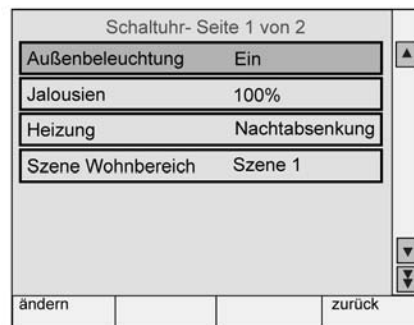 Schaltuhr- Seite 1 von 2
Außenbeleuchtung Ein
Jalousien 100%
Heizung Nachtabsenkung
Szene Wohnbereich Szene 1
ändern zurück